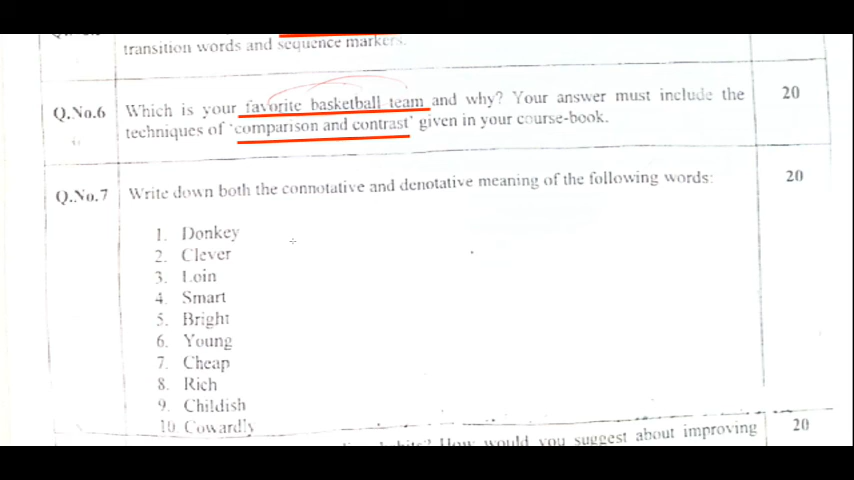 transition words and sequence markers.
Q.No.6 Which is your favorite basketball team and why? Your answer must include the 20
techniques of 'comparison and contrast' given in your course-book.
Q.No.7 Write down both the connotative and denotative meaning of the following words: 20
1. Donkey
2. Clever
3. Loin
4. Smart
5. Bright
6. Young
7. Cheap
8. Rich
9. Childish
10. Cowardly
How would you suggest about improving 20